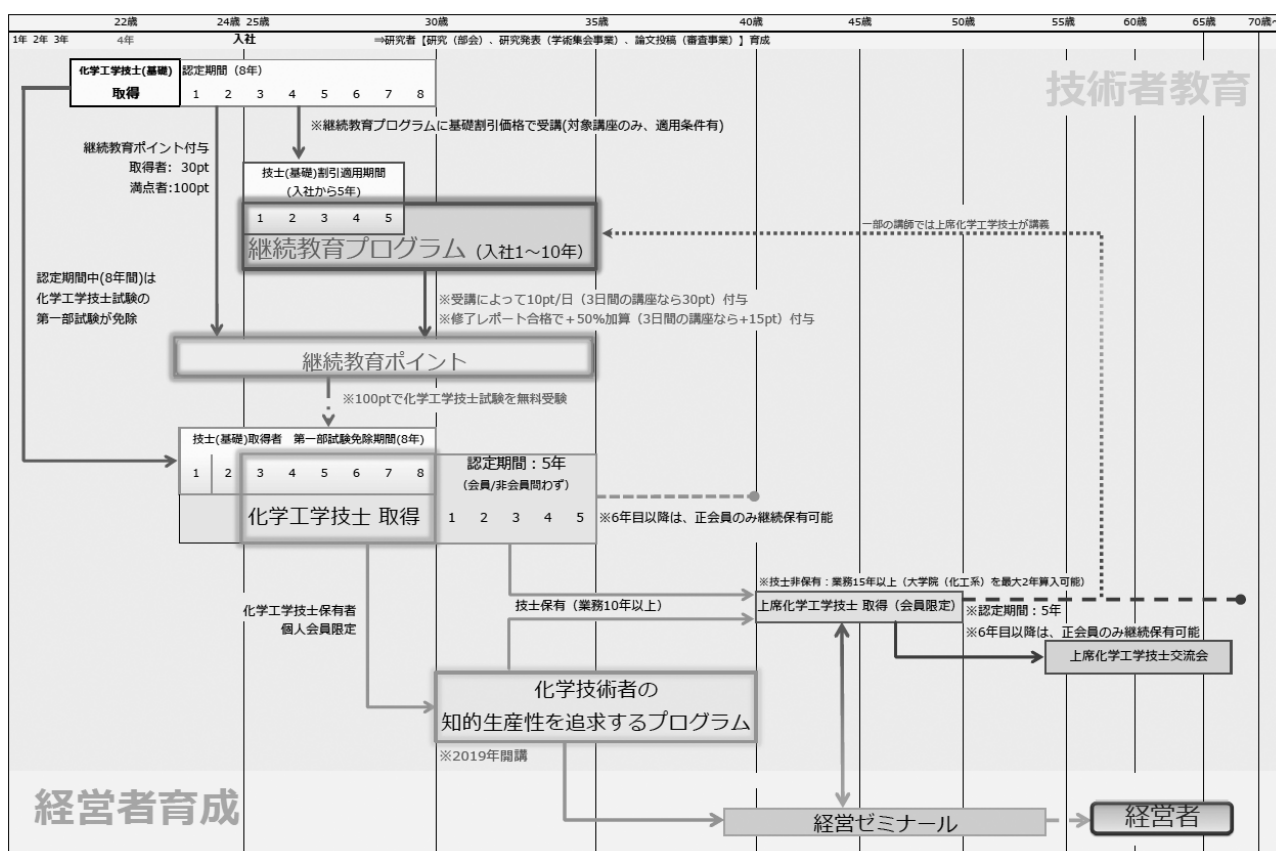 22歳 24歳 25歳 30歳 35歳 40歳 45歳 50歳 55歳 60歳 65歳 70歳~
1年 2年 3年 4年 入社 ⇒研究者【研究（部会）、研究発表（学術集会事業）、論文投稿（審査事業）】育成
技術者教育
化学工学技士(基礎)
取得
認定期間（8年）
1 2 3 4 5 6 7 8
※継続教育プログラムに基礎割引価格で受講(対象講座のみ、適用条件有)
継続教育ポイント付与
取得者: 30pt
満点者:100pt
技士(基礎)割引適用期間
(入社から5年)
1 2 3 4 5
継続教育プログラム (入社1～10年)
一部の講師では上席化学工学技士が講義
認定期間中(8年間)は
化学工学技士試験の
第一部試験が免除
※受講によって10pt/日（3日間の講座なら30pt）付与
※修了レポート合格で＋50%加算（3日間の講座なら+15pt）付与
継続教育ポイント
※100ptで化学工学技士試験を無料受験
技士(基礎)取得者 第一部試験免除期間(8年)
1 2 3 4 5 6 7 8
化学工学技士 取得
認定期間：5年
(会員/非会員問わず)
1 2 3 4 5
※6年目以降は、正会員のみ継続保有可能
化学工学技士保有者
個人会員限定
技士保有（業務10年以上）
※技士非保有：業務15年以上（大学院（化工系）を最大2年算入可能）
上席化学工学技士 取得（会員限定）
※認定期間：5年
※6年目以降は、正会員のみ継続保有可能
上席化学工学技士交流会
化学技術者の
知的生産性を追求するプログラム
※2019年開講
経営者育成
経営ゼミナール
経営者